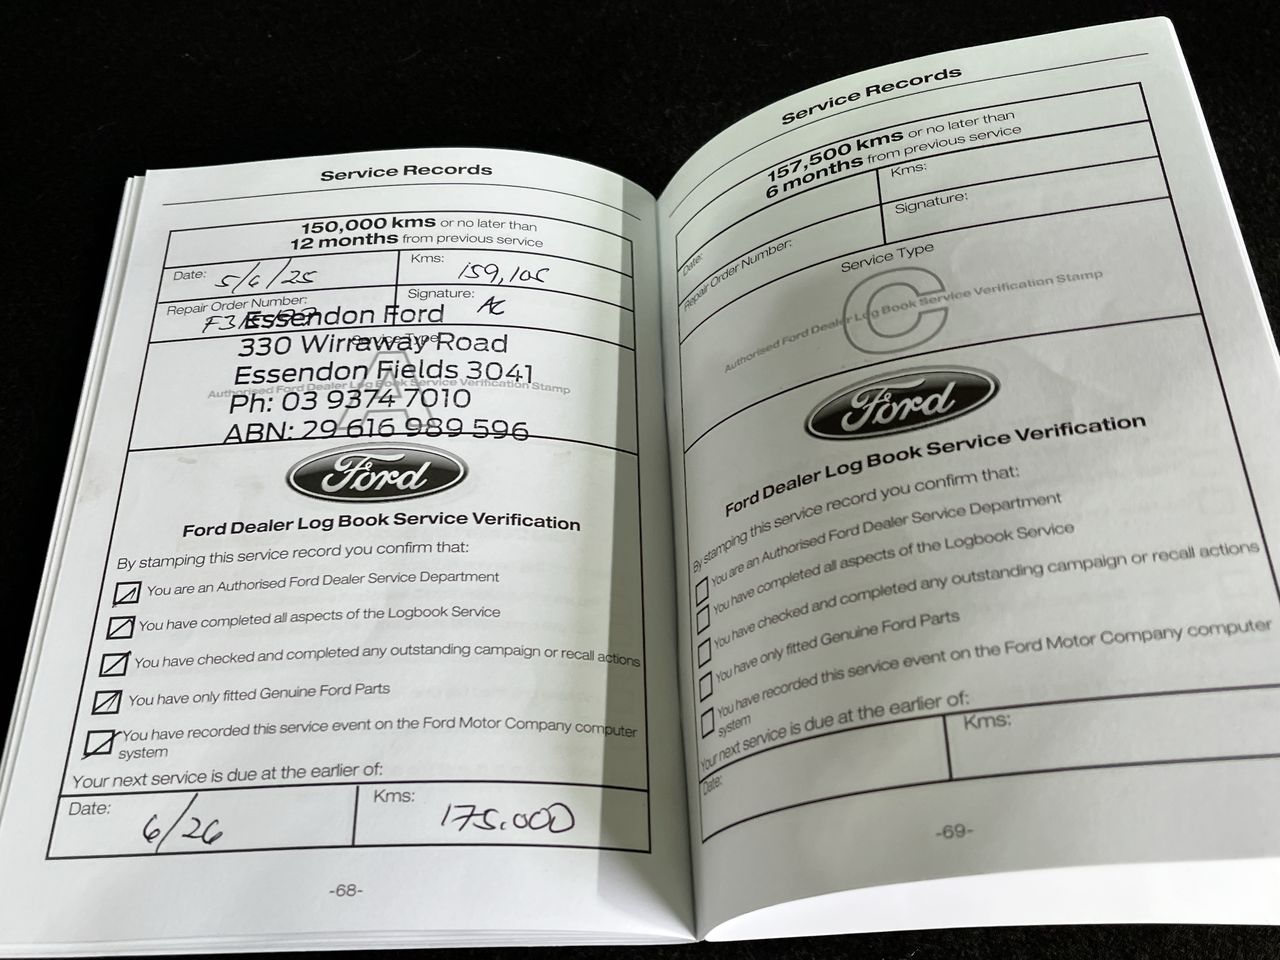 Service Records
150,000 kms or no later than
12 months from previous service
Date: 5/6/25
Kms: 159,105
Repair Order Number:
Signature: AC
Service Type
A
Authorised Ford Dealer Log Book Service Verification Stamp
Essendon Ford
330 Wirraway Road
Essendon Fields 3041
Ph: 03 9374 7010
ABN: 29 616 989 596
Ford
Ford Dealer Log Book Service Verification
By stamping this service record you confirm that:
You are an Authorised Ford Dealer Service Department
You have completed all aspects of the Logbook Service
You have checked and completed any outstanding campaign or recall actions
You have only fitted Genuine Ford Parts
You have recorded this service event on the Ford Motor Company computer
system
Your next service is due at the earlier of:
Date: 6/26
Kms: 175.000
-68-
Service Records
157,500 kms or no later than
6 months from previous service
Date:
Kms:
Repair Order Number:
Signature:
Service Type
C
Authorised Ford Dealer Log Book Service Verification Stamp
Ford
Ford Dealer Log Book Service Verification
By stamping this service record you confirm that:
You are an Authorised Ford Dealer Service Department
You have completed all aspects of the Logbook Service
You have checked and completed any outstanding campaign or recall actions
You have only fitted Genuine Ford Parts
You have recorded this service event on the Ford Motor Company computer
system
Your next service is due at the earlier of:
Date:
Kms:
-69-